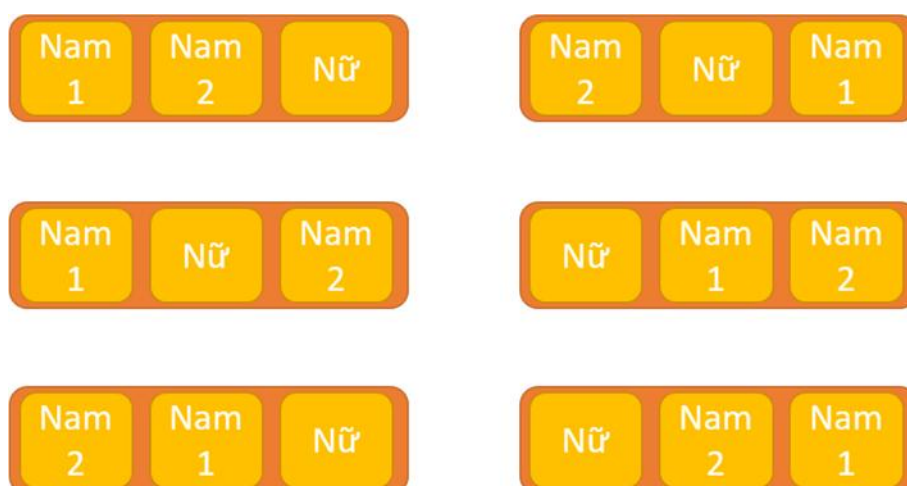 Nam 1 Nam 2 Nữ
Nam 2 Nữ Nam 1
Nam 1 Nữ Nam 2
Nữ Nam 1 Nam 2
Nam 2 Nam 1 Nữ
Nữ Nam 2 Nam 1